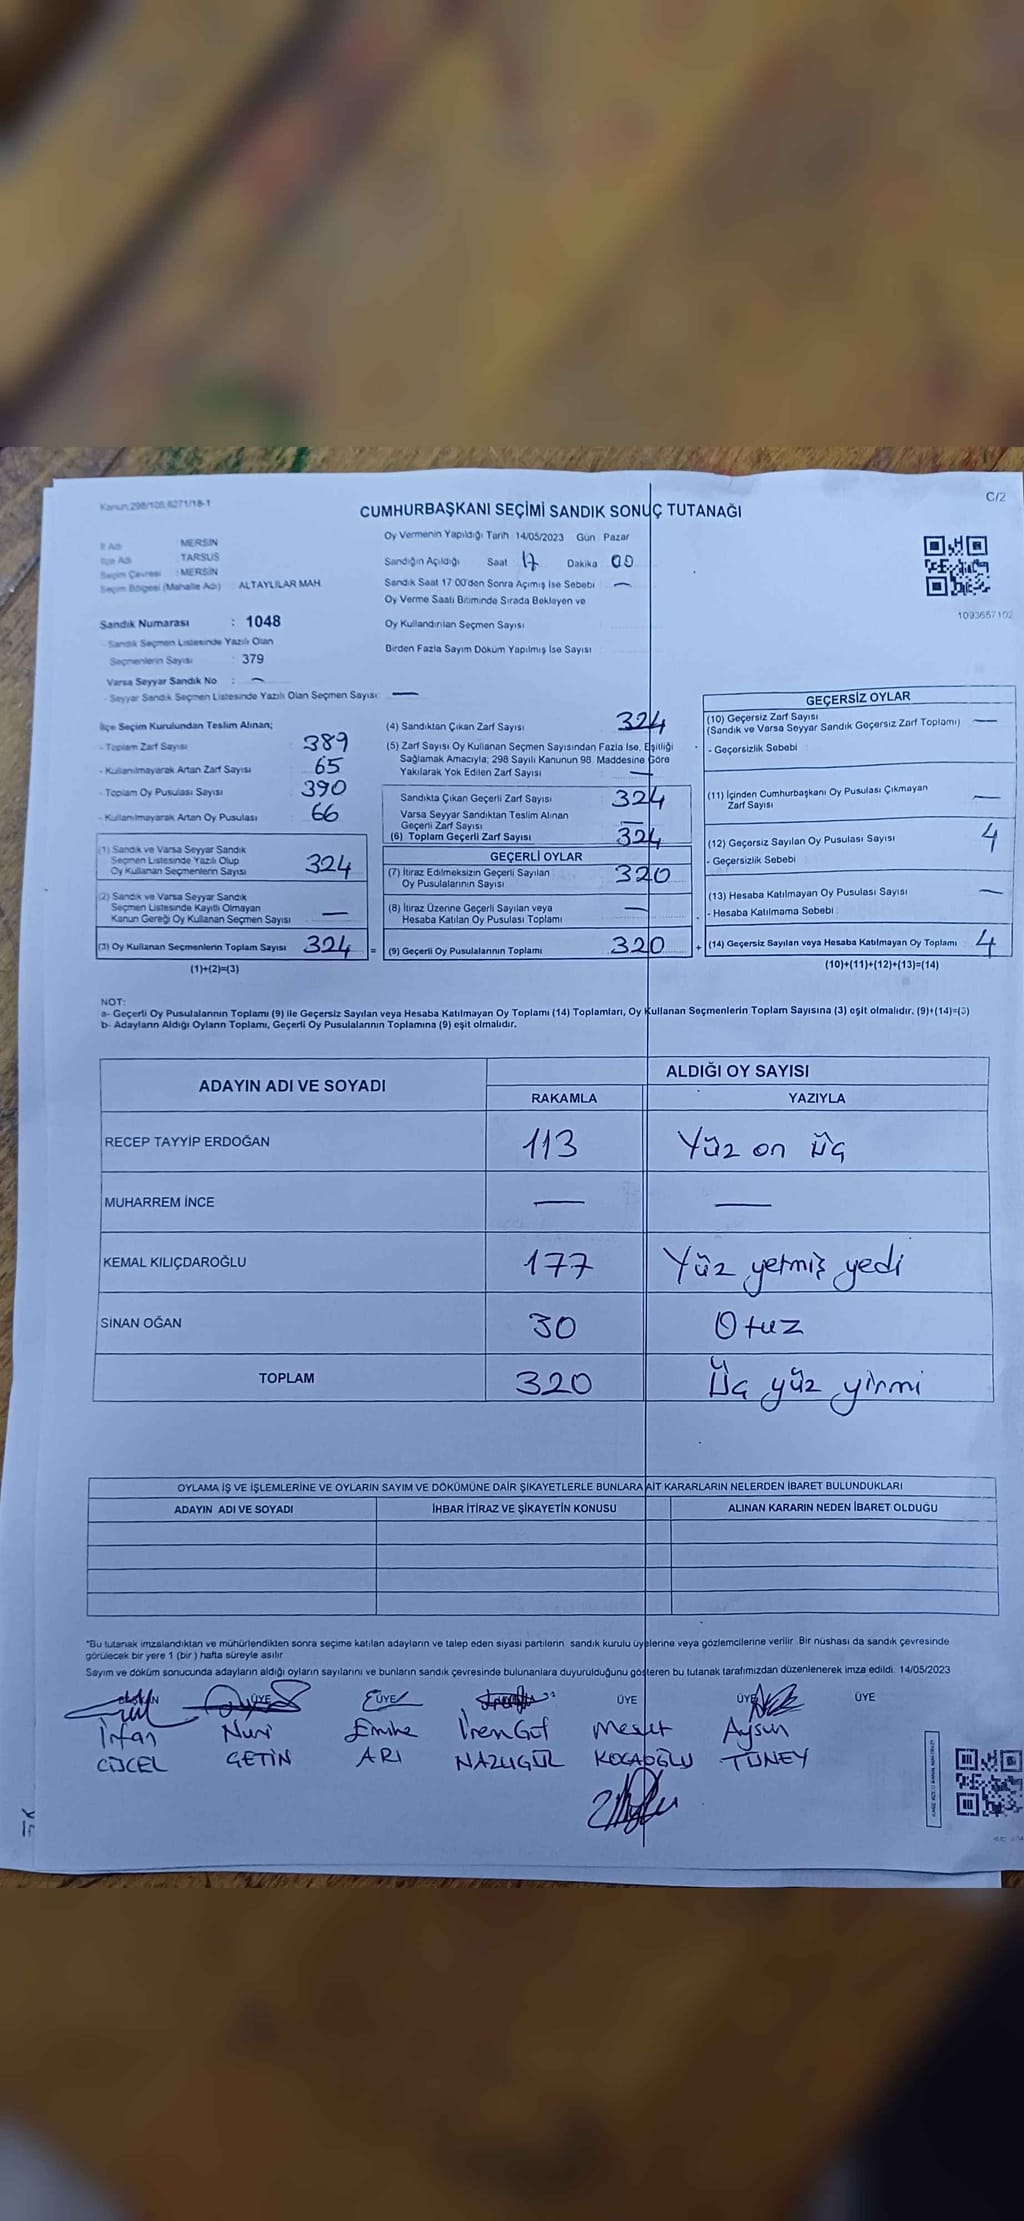 Kanun:298/105;6271/18-1
C/2
CUMHURBAŞKANI SEÇİMİ SANDIK SONUÇ TUTANAĞI
İl Adı MERSİN
İlçe Adı TARSUS
Seçim Çevresi : MERSİN
Seçim Bölgesi (Mahalle Adı) : ALTAYLILAR MAH.
Oy Vermenin Yapıldığı Tarih 14/05/2023 Gün : Pazar
Sandığın Açıldığı Saat 17 Dakika 00
Sandık Saat 17:00'den Sonra Açılmış İse Sebebi —
Oy Verme Saati Bitiminde Sırada Bekleyen ve
Oy Kullandırılan Seçmen Sayısı
Birden Fazla Sayım Döküm Yapılmış İse Sayısı
1093657102
Sandık Numarası : 1048
- Sandık Seçmen Listesinde Yazılı Olan
Seçmenlerin Sayısı : 379
Varsa Seyyar Sandık No : —
- Seyyar Sandık Seçmen Listesinde Yazılı Olan Seçmen Sayısı: —
İlçe Seçim Kurulundan Teslim Alınan;
- Toplam Zarf Sayısı 389
- Kullanılmayarak Artan Zarf Sayısı 65
- Toplam Oy Pusulası Sayısı 390
- Kullanılmayarak Artan Oy Pusulası 66
(1) Sandık ve Varsa Seyyar Sandık
Seçmen Listesinde Yazılı Olup
Oy Kullanan Seçmenlerin Sayısı 324
(2) Sandık ve Varsa Seyyar Sandık
Seçmen Listesinde Kayıtlı Olmayan
Kanun Gereği Oy Kullanan Seçmen Sayısı —
(3) Oy Kullanan Seçmenlerin Toplam Sayısı 324 =
(1)+(2)=(3)
(4) Sandıktan Çıkan Zarf Sayısı 324
(5) Zarf Sayısı Oy Kullanan Seçmen Sayısından Fazla İse, Eşitliği
Sağlamak Amacıyla; 298 Sayılı Kanunun 98. Maddesine Göre
Yakılarak Yok Edilen Zarf Sayısı —
Sandıkta Çıkan Geçerli Zarf Sayısı 324
Varsa Seyyar Sandıktan Teslim Alınan
Geçerli Zarf Sayısı —
(6) Toplam Geçerli Zarf Sayısı 324
GEÇERLİ OYLAR
(7) İtiraz Edilmeksizin Geçerli Sayılan
Oy Pusulalarının Sayısı 320
(8) İtiraz Üzerine Geçerli Sayılan veya
Hesaba Katılan Oy Pusulası Toplamı —
(9) Geçerli Oy Pusulalarının Toplamı 320 +
GEÇERSİZ OYLAR
(10) Geçersiz Zarf Sayısı
(Sandık ve Varsa Seyyar Sandık Geçersiz Zarf Toplamı) —
- Geçersizlik Sebebi :
(11) İçinden Cumhurbaşkanı Oy Pusulası Çıkmayan
Zarf Sayısı —
(12) Geçersiz Sayılan Oy Pusulası Sayısı 4
- Geçersizlik Sebebi :
(13) Hesaba Katılmayan Oy Pusulası Sayısı —
- Hesaba Katılmama Sebebi :
(14) Geçersiz Sayılan veya Hesaba Katılmayan Oy Toplamı 4
(10)+(11)+(12)+(13)=(14)
NOT:
a- Geçerli Oy Pusulalarının Toplamı (9) ile Geçersiz Sayılan veya Hesaba Katılmayan Oy Toplamı (14) Toplamları, Oy Kullanan Seçmenlerin Toplam Sayısına (3) eşit olmalıdır. (9)+(14)=(3)
b- Adayların Aldığı Oyların Toplamı, Geçerli Oy Pusulalarının Toplamına (9) eşit olmalıdır.
ADAYIN ADI VE SOYADI ALDIĞI OY SAYISI
RAKAMLA YAZIYLA
RECEP TAYYİP ERDOĞAN 113 Yüz on üç
MUHARREM İNCE — —
KEMAL KILIÇDAROĞLU 177 Yüz yetmiş yedi
SİNAN OĞAN 30 Otuz
TOPLAM 320 Üç yüz yirmi
OYLAMA İŞ VE İŞLEMLERİNE VE OYLARIN SAYIM VE DÖKÜMÜNE DAİR ŞİKAYETLERLE BUNLARA AİT KARARLARIN NELERDEN İBARET BULUNDUKLARI
ADAYIN ADI VE SOYADI İHBAR İTİRAZ VE ŞİKAYETİN KONUSU ALINAN KARARIN NEDEN İBARET OLDUĞU
*Bu tutanak imzalandıktan ve mühürlendikten sonra seçime katılan adayların ve talep eden siyasi partilerin sandık kurulu üyelerine veya gözlemcilerine verilir. Bir nüshası da sandık çevresinde
görülecek bir yere 1 (bir) hafta süreyle asılır
Sayım ve döküm sonucunda adayların aldığı oyların sayılarını ve bunların sandık çevresinde bulunanlara duyurulduğunu gösteren bu tutanak tarafımızdan düzenlenerek imza edildi. 14/05/2023
BAŞKAN ÜYE ÜYE ÜYE ÜYE ÜYE
İrfan Nuri Emine İrem Gül Mesut Aysun
CÜCEL ÇETİN ARI NAZLIGÜL KOCAOĞLU TÜNEY